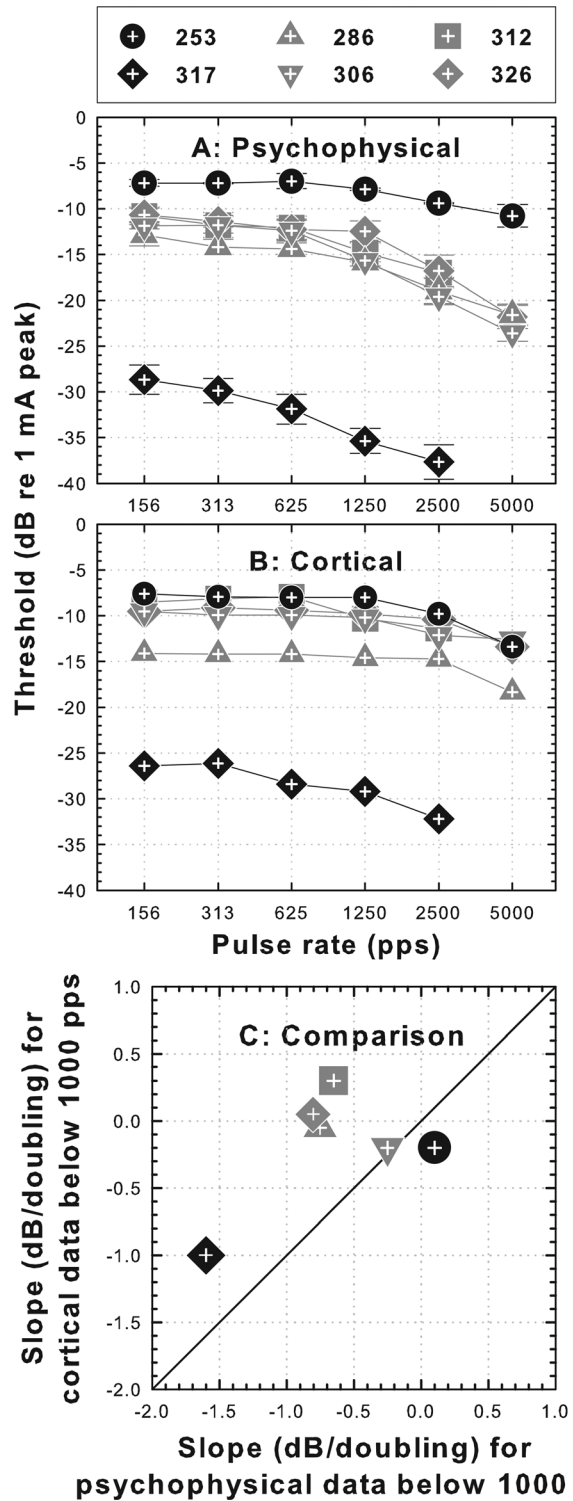 253 286 312
317 306 326
A: Psychophysical
0
-5
-10
-15
-20
-25
-30
-35
-40
156 313 625 1250 2500 5000
Threshold (dB re 1 mA peak)
B: Cortical
0
-5
-10
-15
-20
-25
-30
-35
-40
156 313 625 1250 2500 5000
Pulse rate (pps)
C: Comparison
1.0
0.5
0.0
-0.5
-1.0
-1.5
-2.0
-2.0 -1.5 -1.0 -0.5 0.0 0.5 1.0
Slope (dB/doubling) for
cortical data below 1000 pps
Slope (dB/doubling) for
psychophysical data below 1000